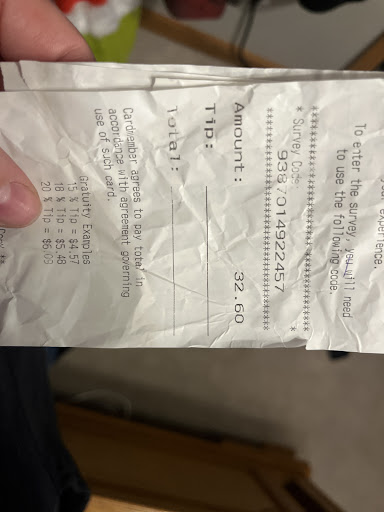 experience.
To enter the survey, you will need
to use the following code.
********************************
* Survey Code: *
9387014922457
********************************
Amount: 32.60
Tip:
Total:
Cardmember agrees to pay total in
accordance with agreement governing
use of such card.
Gratuity Examples
15 % Tip = $4.57
18 % Tip = $5.48
20 % Tip = $6.09